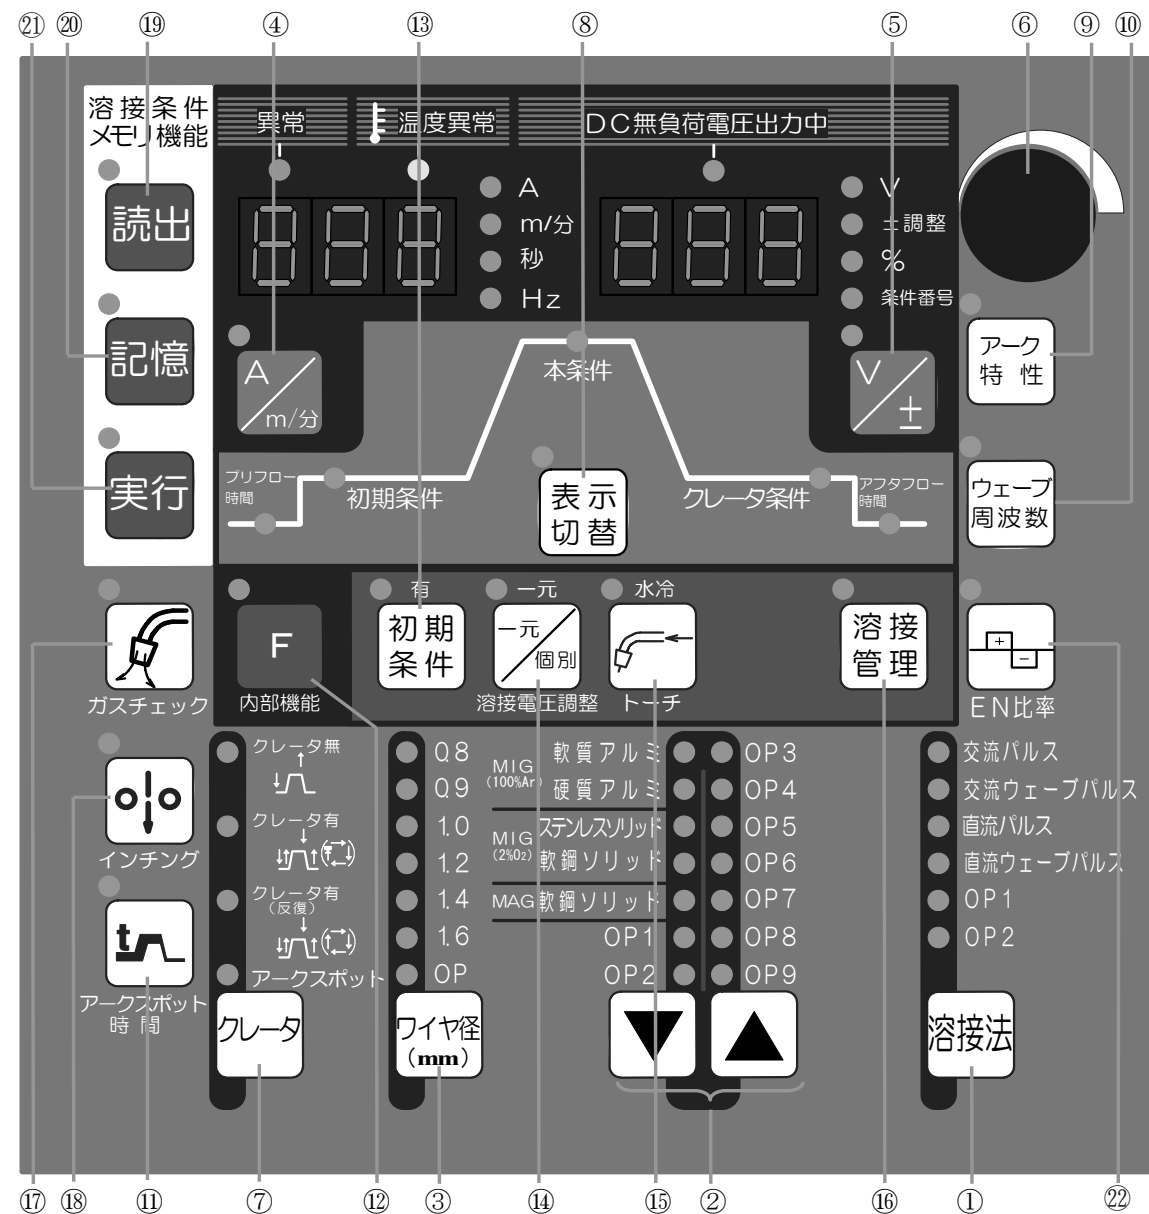 ㉑ ⑳ ⑲ ④ ⑬ ⑧ ⑤ ⑥ ⑨ ⑩
溶接条件
メモリ機能
異常
温度異常
DC無負荷電圧出力中
読出
A
m/分
秒
Hz
V
±調整
%
条件番号
記憶
A
m/分
本条件
V
±
アーク
特性
実行
プリフロー
時間
初期条件
表示
切替
クレータ条件
アフタフロー
時間
ウェーブ
周波数
ガスチェック
F
内部機能
有
初期
条件
一元
一元
個別
溶接電圧調整
水冷
トーチ
溶接
管理
+
−
EN比率
インチング
t
アークスポット
時間
クレータ無
クレータ有
クレータ有
(反復)
アークスポット
クレータ
0.8
0.9
1.0
1.2
1.4
1.6
OP
ワイヤ径
(mm)
MIG
(100%Ar)
軟質アルミ
硬質アルミ
MIG
(2%O2)
ステンレスソリッド
軟鋼ソリッド
MAG 軟鋼ソリッド
OP1
OP2
OP3
OP4
OP5
OP6
OP7
OP8
OP9
▼ ▲
交流パルス
交流ウェーブパルス
直流パルス
直流ウェーブパルス
OP1
OP2
溶接法
⑰ ⑱ ⑪ ⑦ ⑫ ③ ⑭ ⑮ ② ⑯ ① ㉒